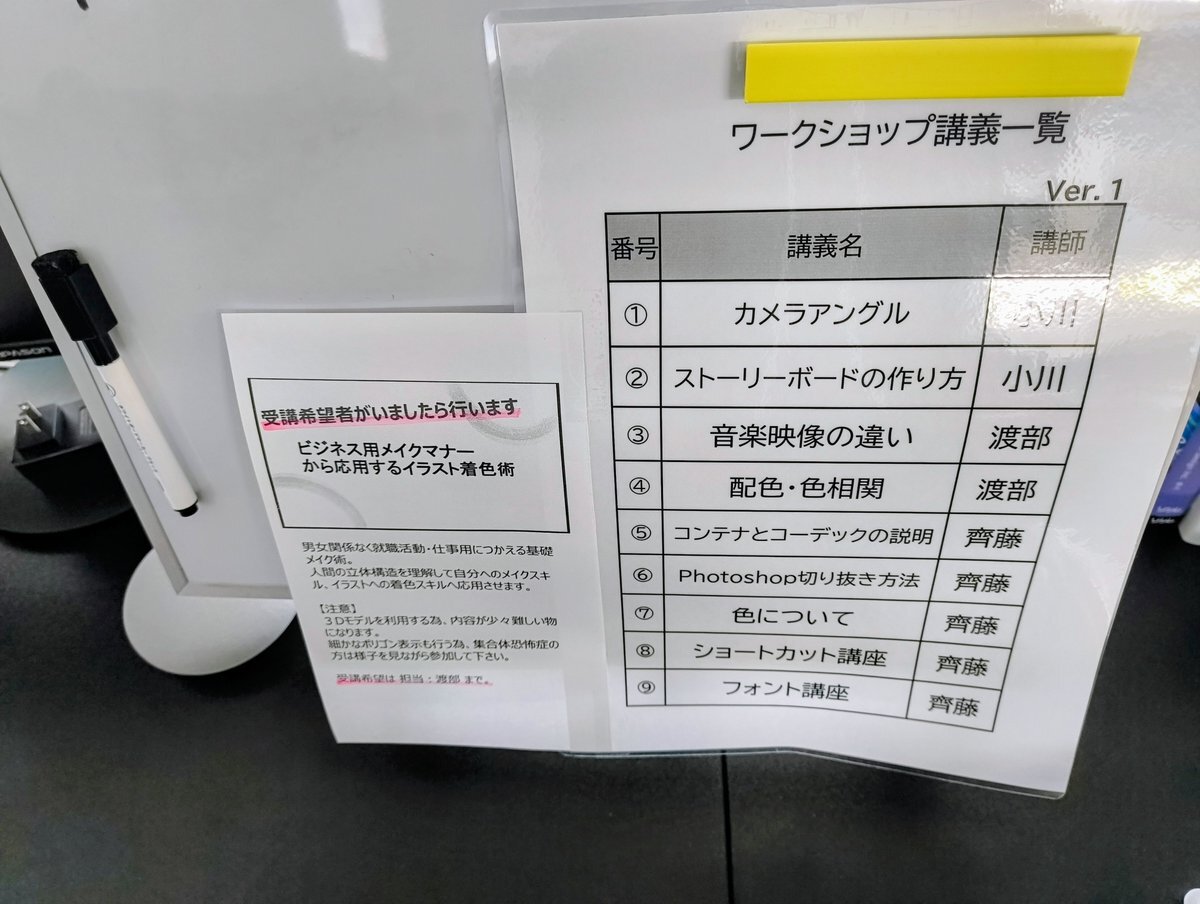 ワークショップ講義一覧
Ver. 1
番号 講義名 講師
① カメラアングル 小川
② ストーリーボードの作り方 小川
③ 音楽映像の違い 渡部
④ 配色・色相関 渡部
⑤ コンテナとコーデックの説明 齊藤
⑥ Photoshop切り抜き方法 齊藤
⑦ 色について 齊藤
⑧ ショートカット講座 齊藤
⑨ フォント講座 齊藤
受講希望者がいましたら行います
ビジネス用メイクマナー
から応用するイラスト着色術
男女関係なく就職活動・仕事用につかえる基礎
メイク術。
人間の立体構造を理解して自分へのメイクスキ
ル、イラストへの着色スキルへ応用させます。
【注意】
３Dモデルを利用する為、内容が少々難しい物
になります。
細かなポリゴン表示も行う為、集合体恐怖症の
方は様子を見ながら参加して下さい。
受講希望は 担当：渡部 まで。